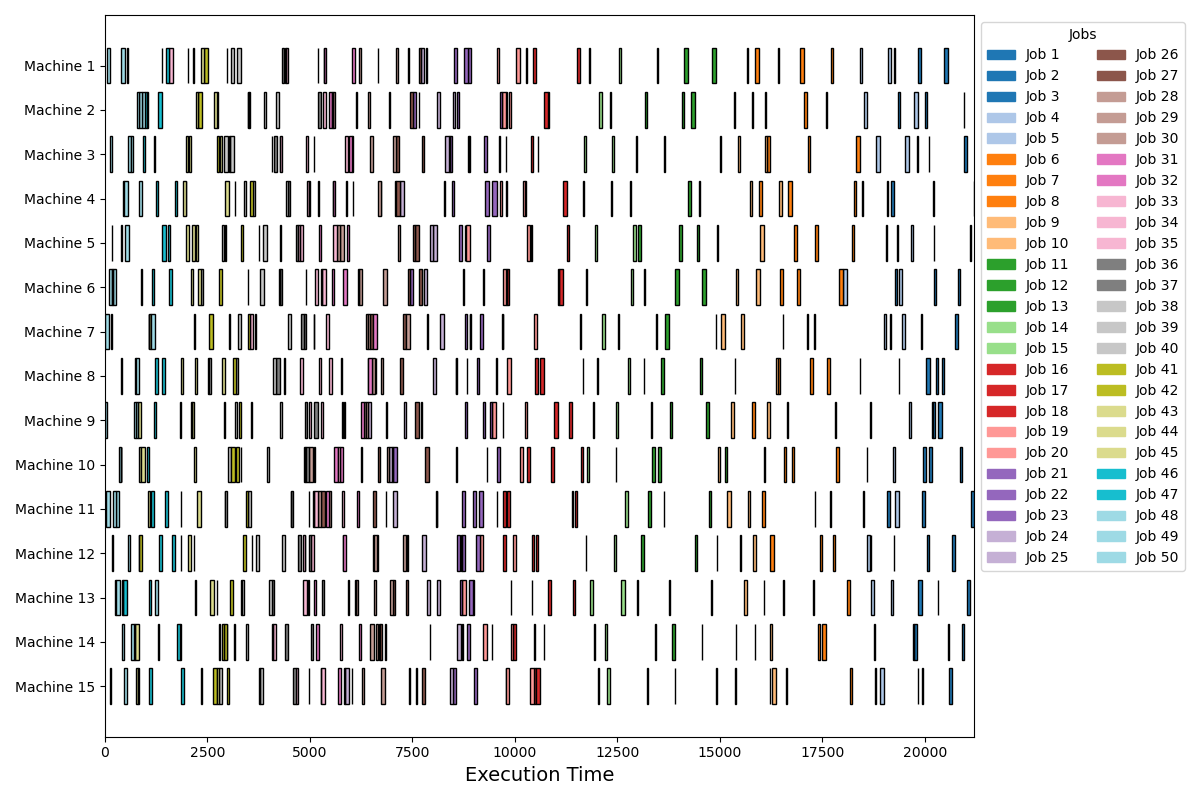 Machine 1
Machine 2
Machine 3
Machine 4
Machine 5
Machine 6
Machine 7
Machine 8
Machine 9
Machine 10
Machine 11
Machine 12
Machine 13
Machine 14
Machine 15
0 2500 5000 7500 10000 12500 15000 17500 20000
Execution Time
Jobs
Job 1 Job 26
Job 2 Job 27
Job 3 Job 28
Job 4 Job 29
Job 5 Job 30
Job 6 Job 31
Job 7 Job 32
Job 8 Job 33
Job 9 Job 34
Job 10 Job 35
Job 11 Job 36
Job 12 Job 37
Job 13 Job 38
Job 14 Job 39
Job 15 Job 40
Job 16 Job 41
Job 17 Job 42
Job 18 Job 43
Job 19 Job 44
Job 20 Job 45
Job 21 Job 46
Job 22 Job 47
Job 23 Job 48
Job 24 Job 49
Job 25 Job 50